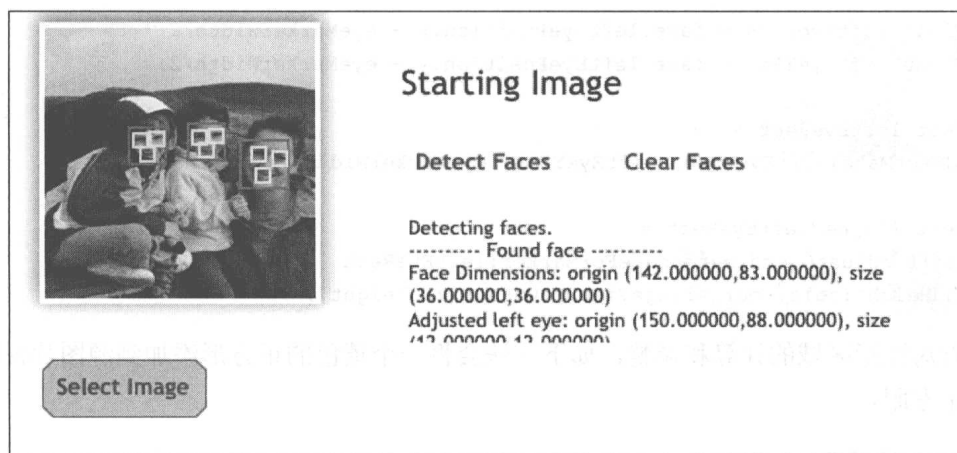 Starting Image
Detect Faces Clear Faces
Detecting faces.
---------- Found face ----------
Face Dimensions: origin (142.000000,83.000000), size
(36.000000,36.000000)
Adjusted left eye: origin (150.000000,88.000000), size
Select Image